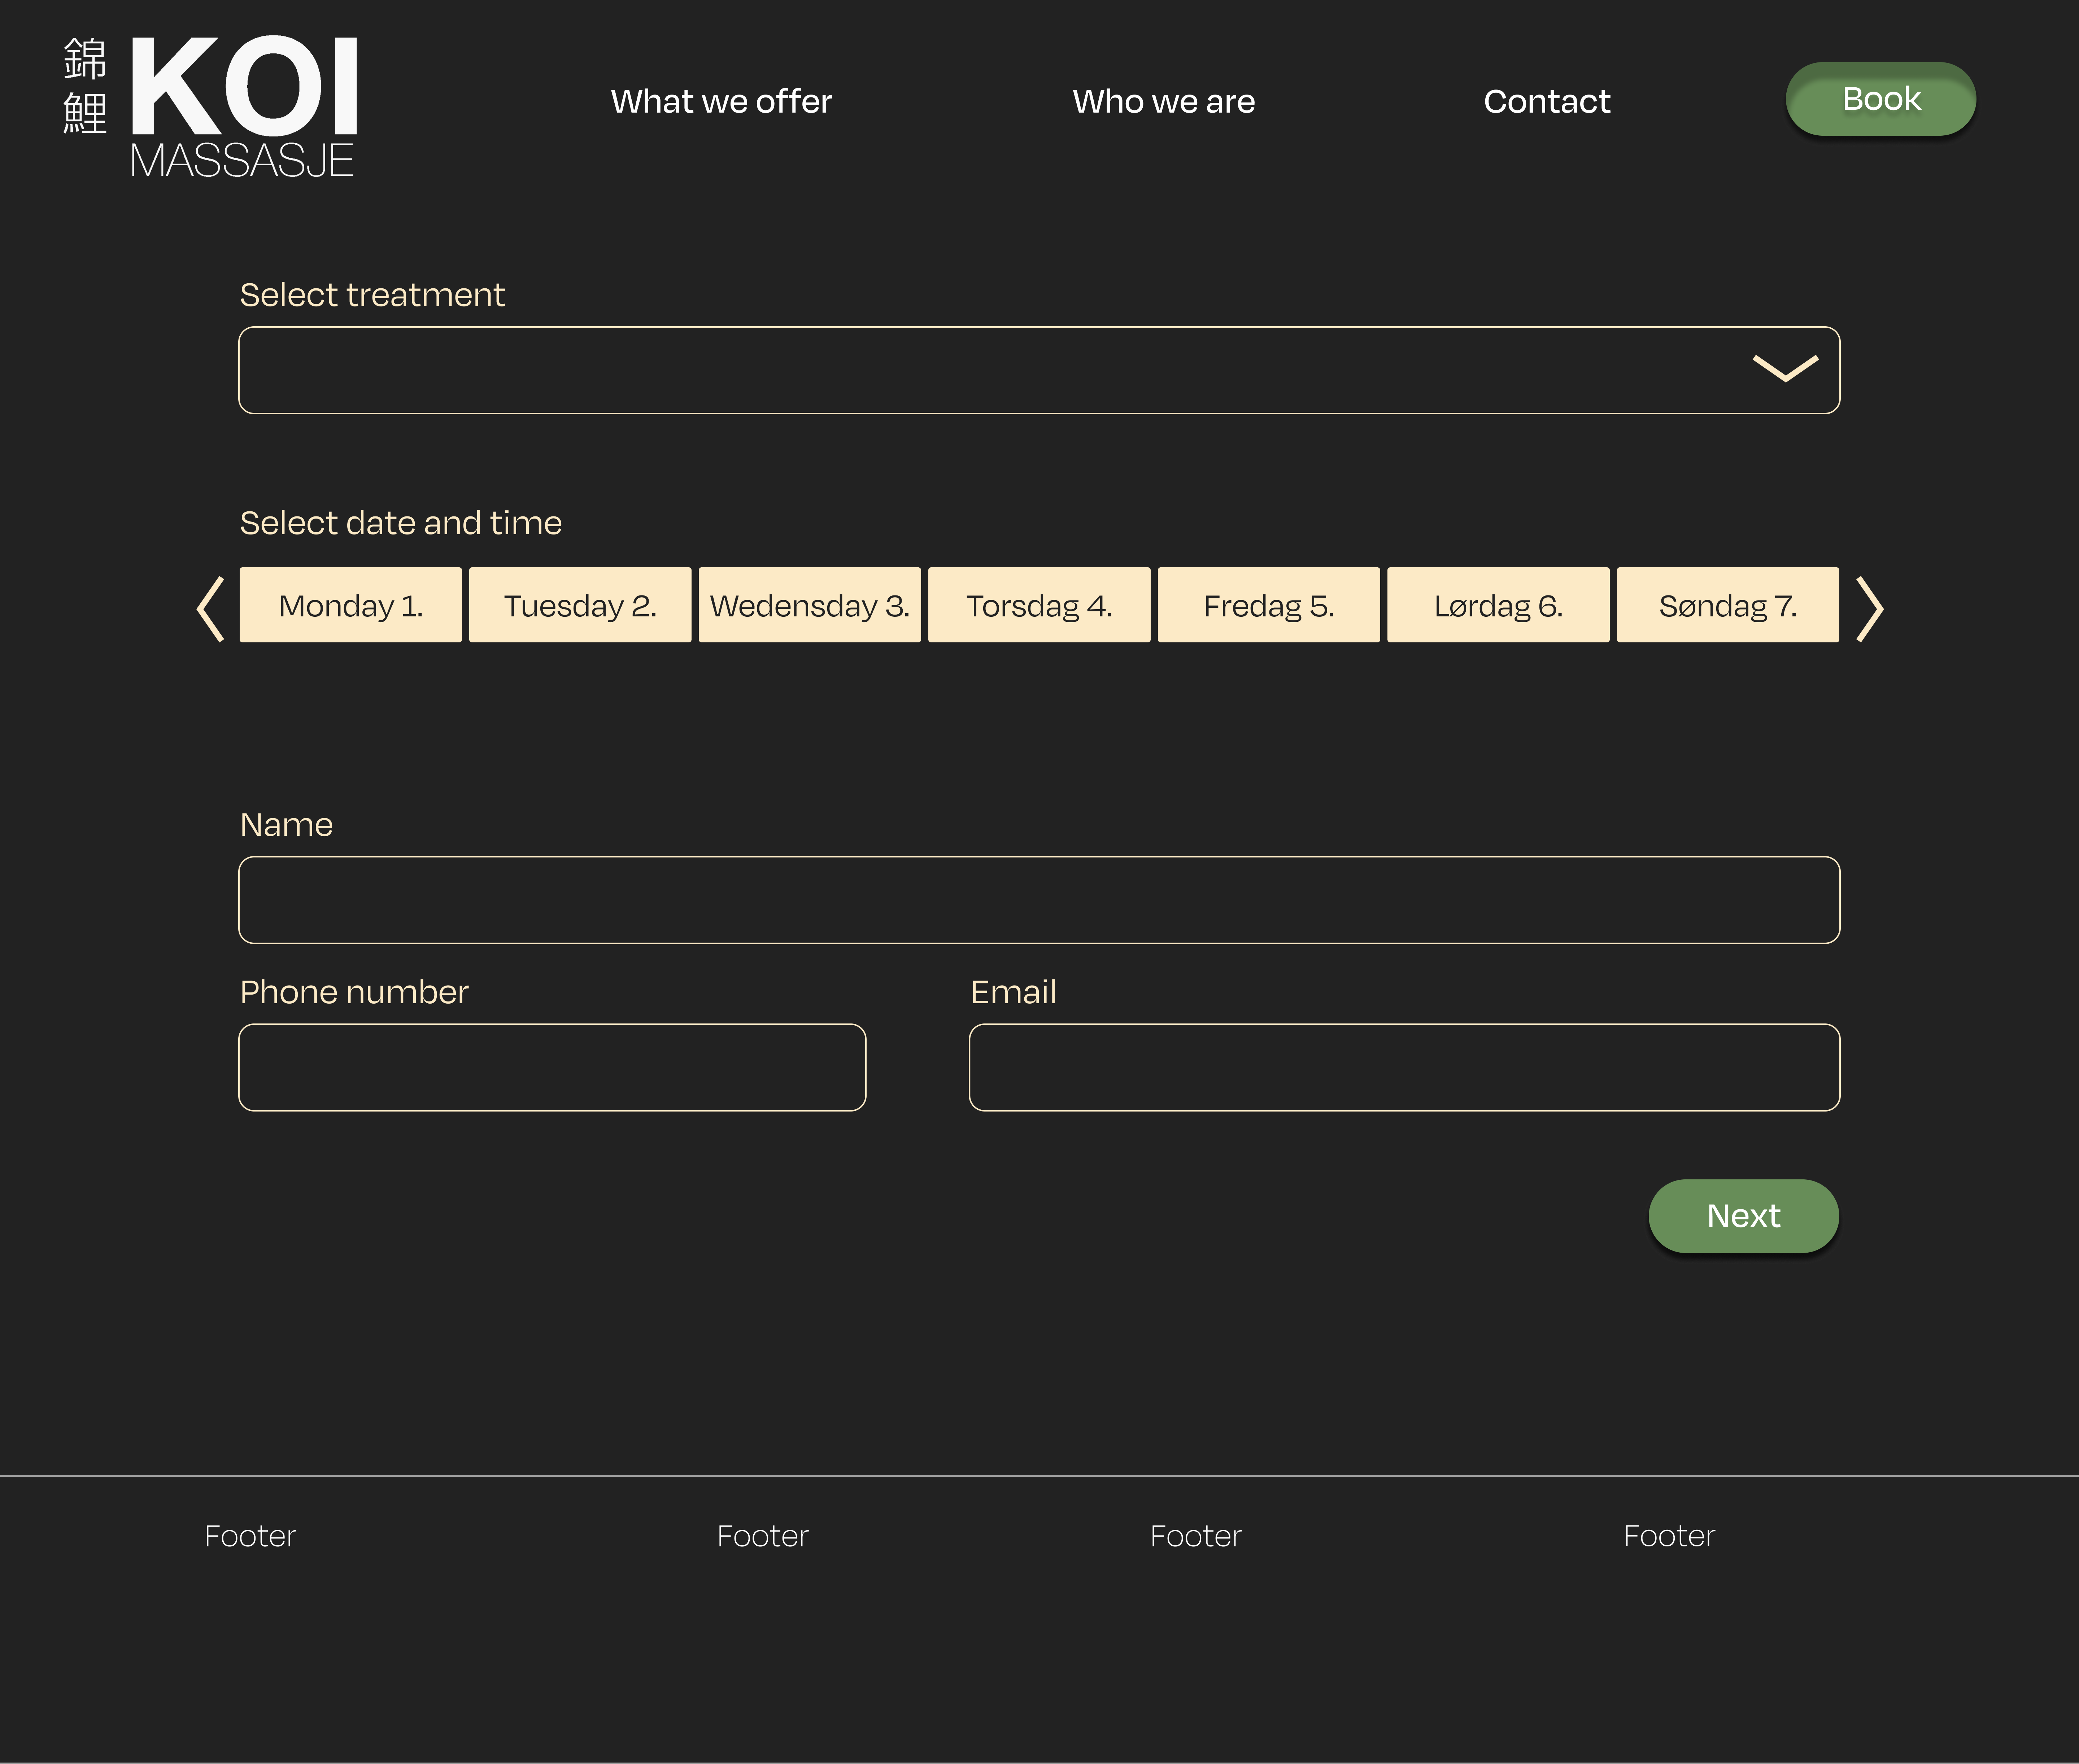 錦鯉
KOI
MASSASJE
What we offer
Who we are
Contact
Book
Select treatment
Select date and time
Monday 1.
Tuesday 2.
Wedensday 3.
Torsdag 4.
Fredag 5.
Lørdag 6.
Søndag 7.
Name
Phone number
Email
Next
Footer
Footer
Footer
Footer